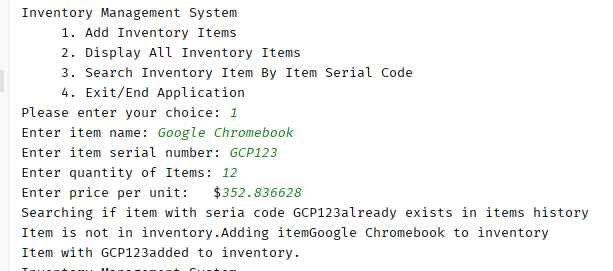 Inventory Management System
1. Add Inventory Items
2. Display All Inventory Items
3. Search Inventory Item By Item Serial Code
4. Exit/End Application
Please enter your choice: 1
Enter item name: Google Chromebook
Enter item serial number: GCP123
Enter quantity of Items: 12
Enter price per unit:   $352.836628
Searching if item with seria code GCP123already exists in items history
Item is not in inventory.Adding itemGoogle Chromebook to inventory
Item with GCP123added to inventory.
Inventory Management System